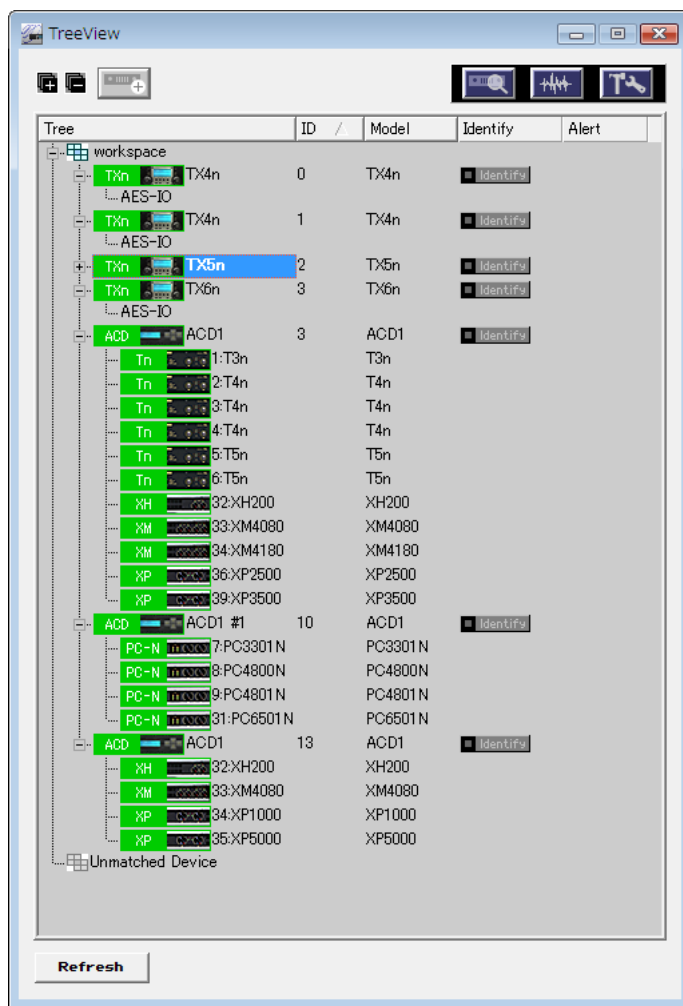 TreeView
Tree ID Model Identify Alert
workspace
TXn TX4n 0 TX4n Identify
AES-IO
TXn TX4n 1 TX4n Identify
AES-IO
TXn TX5n 2 TX5n Identify
TXn TX6n 3 TX6n Identify
AES-IO
ACD ACD1 3 ACD1 Identify
Tn 1:T3n T3n
Tn 2:T4n T4n
Tn 3:T4n T4n
Tn 4:T4n T4n
Tn 5:T5n T5n
Tn 6:T5n T5n
XH 32:XH200 XH200
XM 33:XM4080 XM4080
XM 34:XM4180 XM4180
XP 36:XP2500 XP2500
XP 39:XP3500 XP3500
ACD ACD1 #1 10 ACD1 Identify
PC-N 7:PC3301N PC3301N
PC-N 8:PC4800N PC4800N
PC-N 9:PC4801N PC4801N
PC-N 31:PC6501N PC6501N
ACD ACD1 13 ACD1 Identify
XH 32:XH200 XH200
XM 33:XM4080 XM4080
XP 34:XP1000 XP1000
XP 35:XP5000 XP5000
Unmatched Device
Refresh